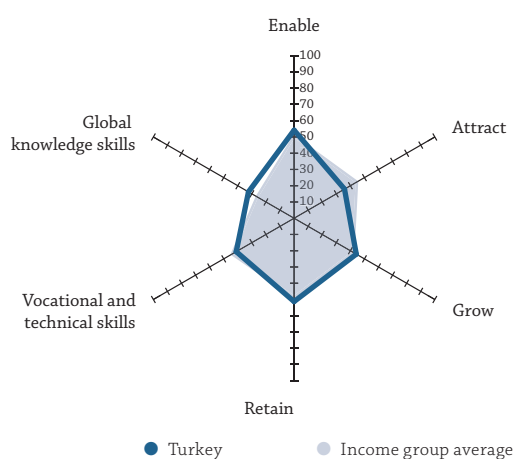 Enable
100
90
80
70
60
50
40
30
20
10
Attract
Global
knowledge skills
Vocational and
technical skills
Grow
Retain
Turkey
Income group average